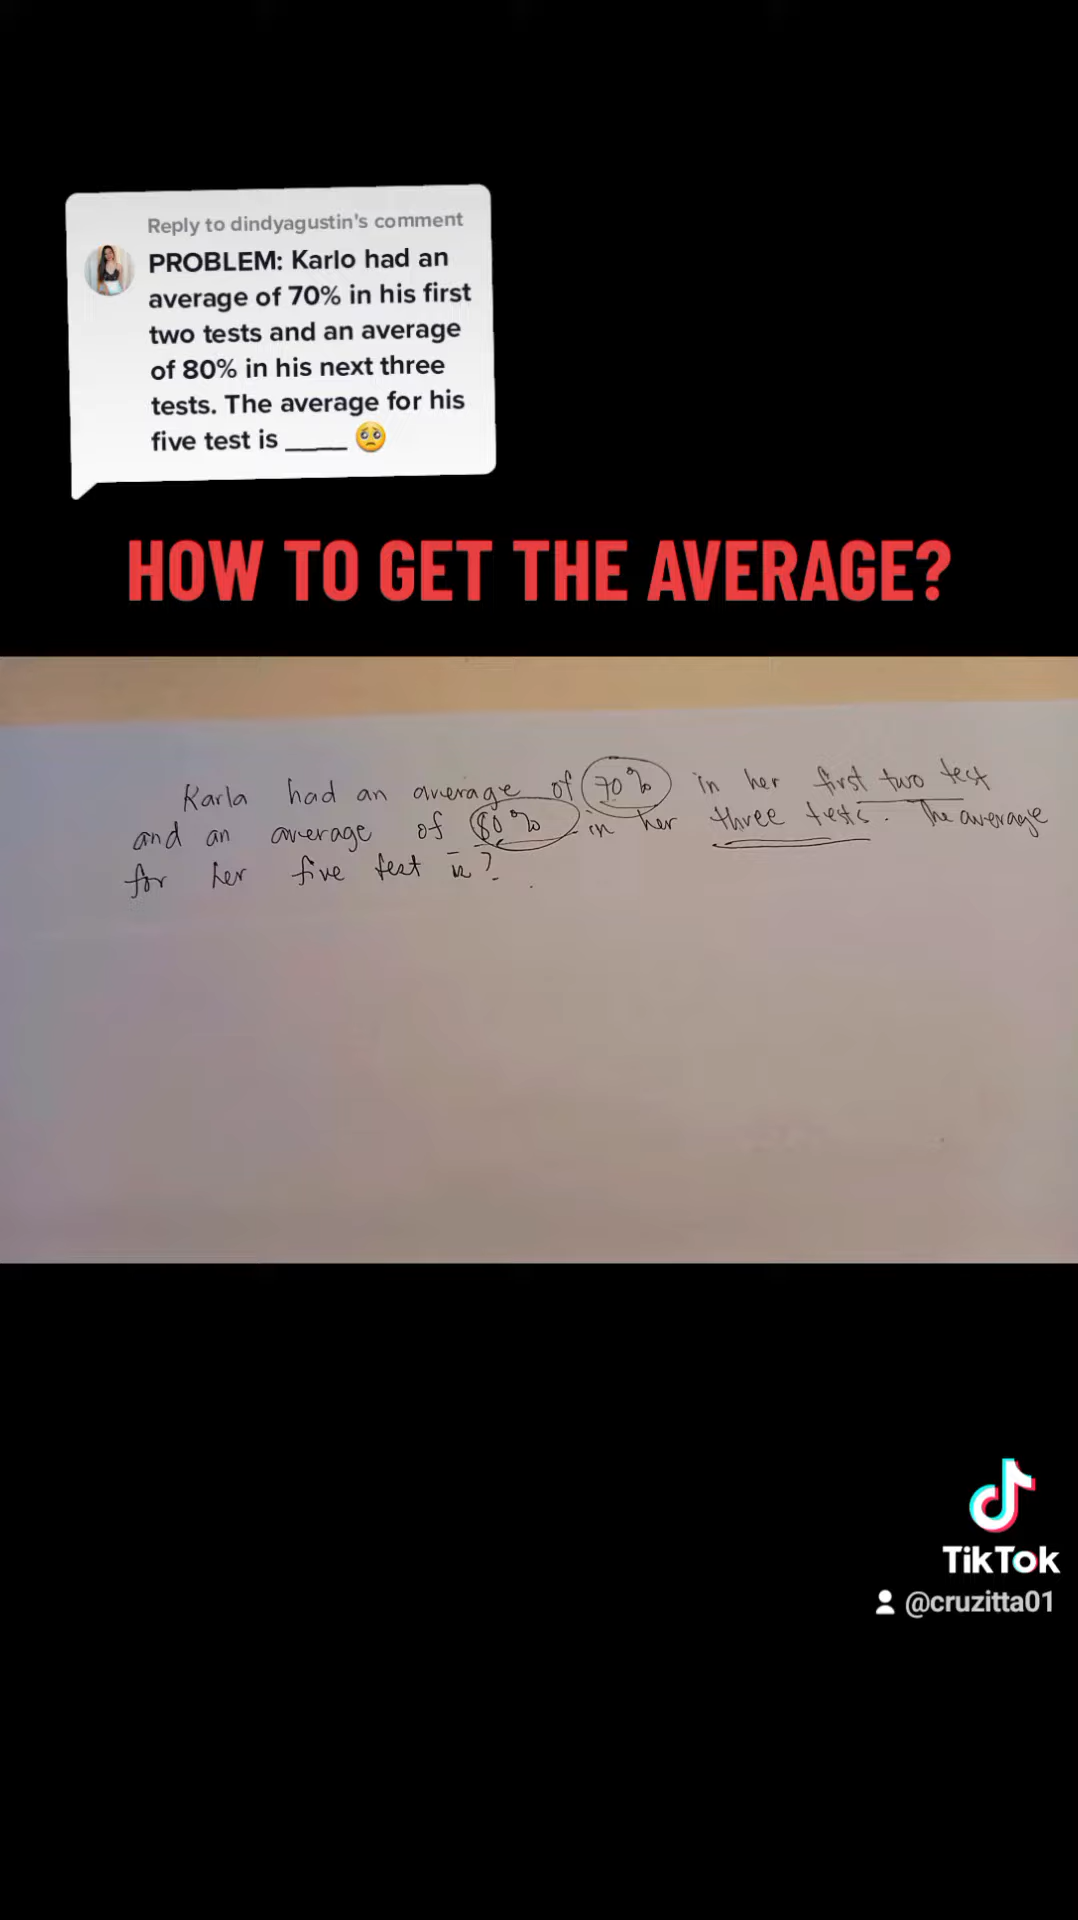 Reply to dindyagustin's comment
PROBLEM: Karlo had an
average of 70% in his first
two tests and an average
of 80% in his next three
tests. The average for his
five test is ____ 🥺
HOW TO GET THE AVERAGE?
Karla had an average of 70% in her first two test
and an average of 80% in her three tests. The average
for her five test is?
TikTok
@cruzitta01